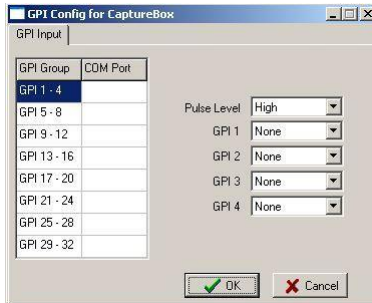 GPI Config for CaptureBox
GPI Input
GPI Group COM Port
GPI 1 - 4
GPI 5 - 8
GPI 9 - 12
GPI 13 - 16
GPI 17 - 20
GPI 21 - 24
GPI 25 - 28
GPI 29 - 32
Pulse Level High
GPI 1 None
GPI 2 None
GPI 3 None
GPI 4 None
OK Cancel